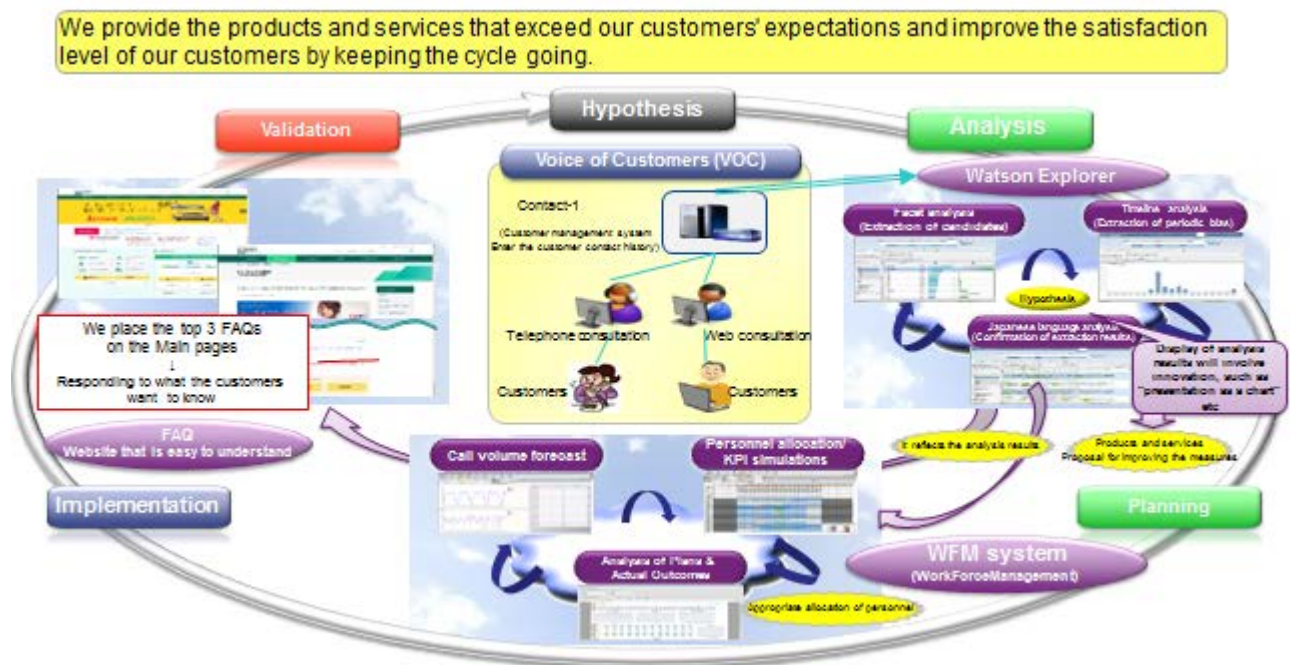 We provide the products and services that exceed our customers' expectations and improve the satisfaction
level of our customers by keeping the cycle going.
Validation
Hypothesis
Analysis
Voice of Customers (VOC)
Watson Explorer
Contact-1
(Customer management system
Enter the customer contact history)
Facet analysis
(Extraction of candidates)
Timeline analysis
(Extraction of periodic bias)
Hypothesis
Telephone consultation
Web consultation
Customers
Customers
Japanese language analysis
(Confirmation of extraction results)
Display of analysis
results will involve
innovation, such as
presentation as a chart
etc
We place the top 3 FAQs
on the Main pages
↓
Responding to what the customers
want to know
FAQ
Website that is easy to understand
Call volume forecast
Personnel allocation/
KPI simulations
It reflects the analysis results
Products and services
Proposal for improving the measures
Implementation
Planning
Analysis of Plans &
Actual Outcomes
WFM system
(WorkForceManagement)
Appropriate allocation of personnel